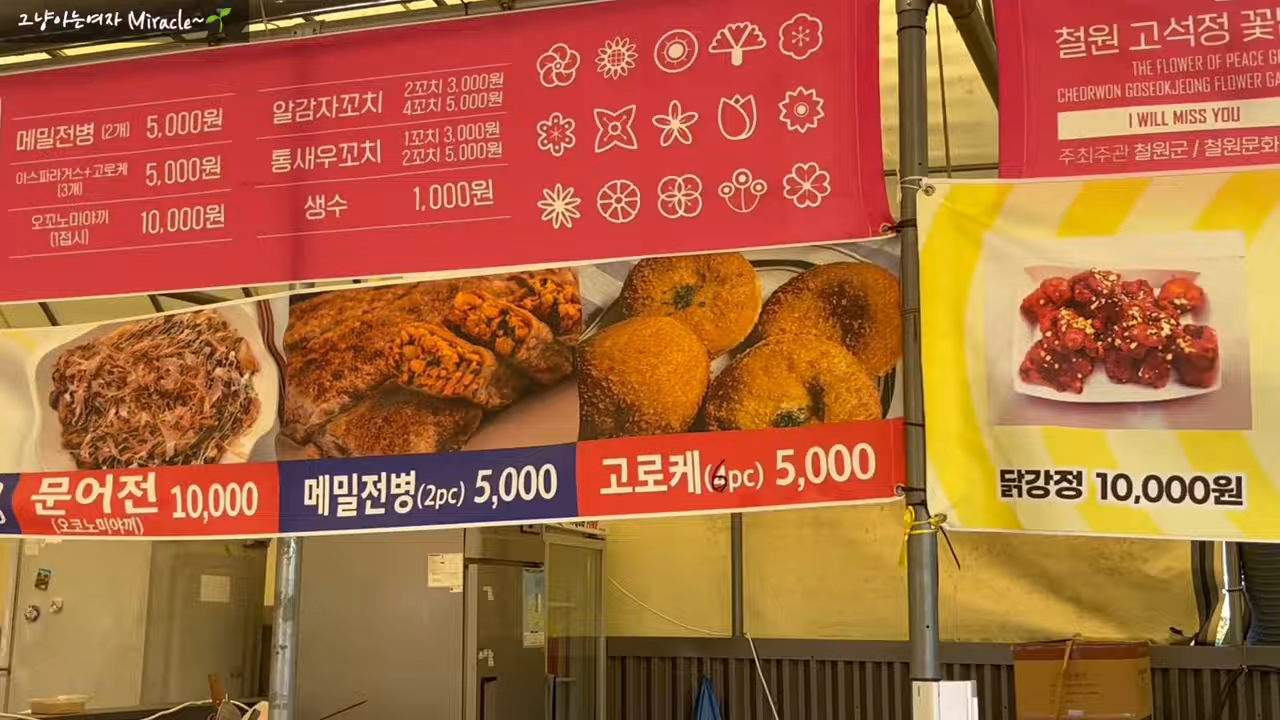 그냥아는여자 Miracle~
메밀전병 (2개) 5,000원
아스파라거스+고로케 (3개) 5,000원
오꼬노미야끼 (1접시) 10,000원
알감자꼬치 2꼬치 3,000원
4꼬치 5,000원
통새우꼬치 1꼬치 3,000원
2꼬치 5,000원
생수 1,000원
철원 고석정 꽃
THE FLOWER OF PEACE
CHEORWON GOSEOKJEONG FLOWER
I WILL MISS YOU
주최주관 철원군 / 철원문화
문어전 10,000
(오코노미야끼)
메밀전병(2pc) 5,000
고로케(6pc) 5,000
닭강정 10,000원